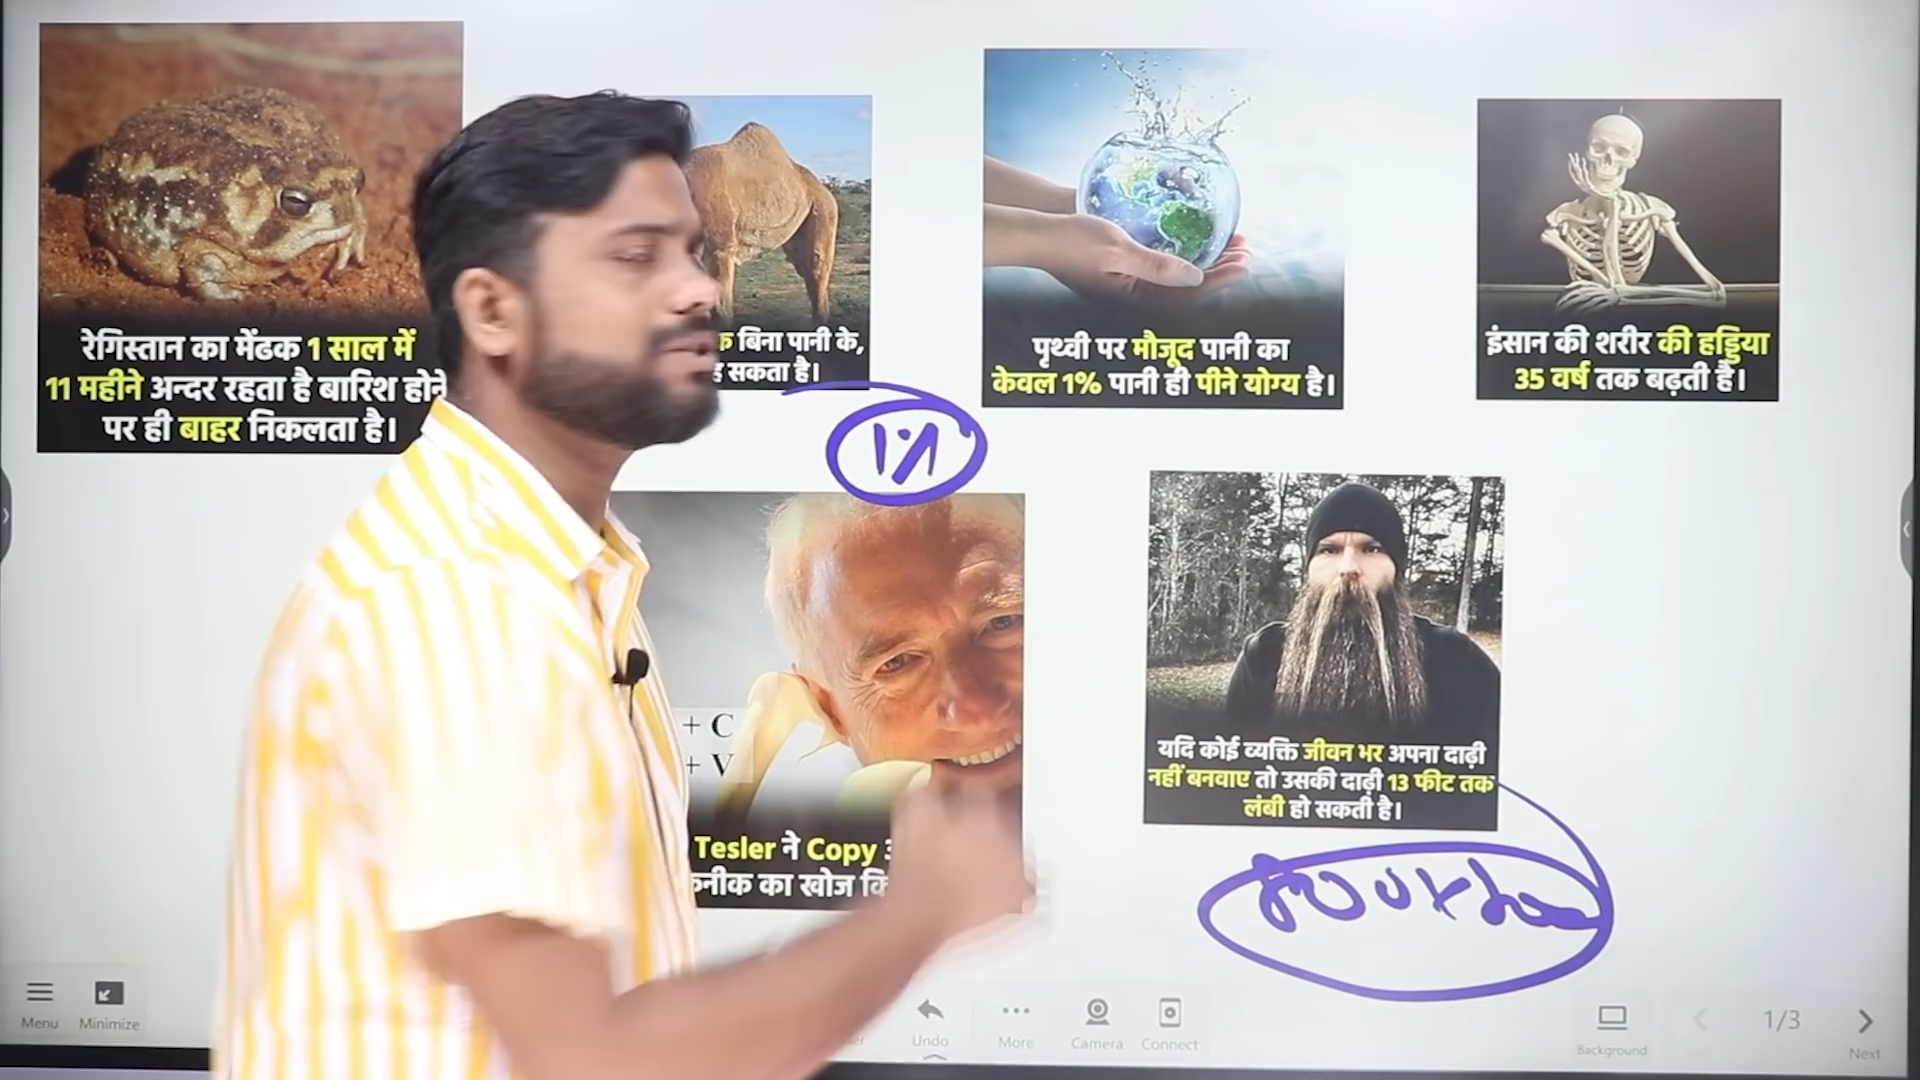 रेगिस्तान का मेंढक 1 साल में
11 महीने अन्दर रहता है बारिश होने
पर ही बाहर निकलता है।
बिना पानी के,
सकता है।
पृथ्वी पर मौजूद पानी का
केवल 1% पानी ही पीने योग्य है।
इंसान की शरीर की हड्डिया
35 वर्ष तक बढ़ती है।
1%
+ C
+ V
Tesler ने Copy
का खोज
यदि कोई व्यक्ति जीवन भर अपना दाढ़ी
नहीं बनवाए तो उसकी दाढ़ी 13 फीट तक
लंबी हो सकती है।
Menu
Minimize
Undo
More
Camera
Connect
Background
1/3
Next